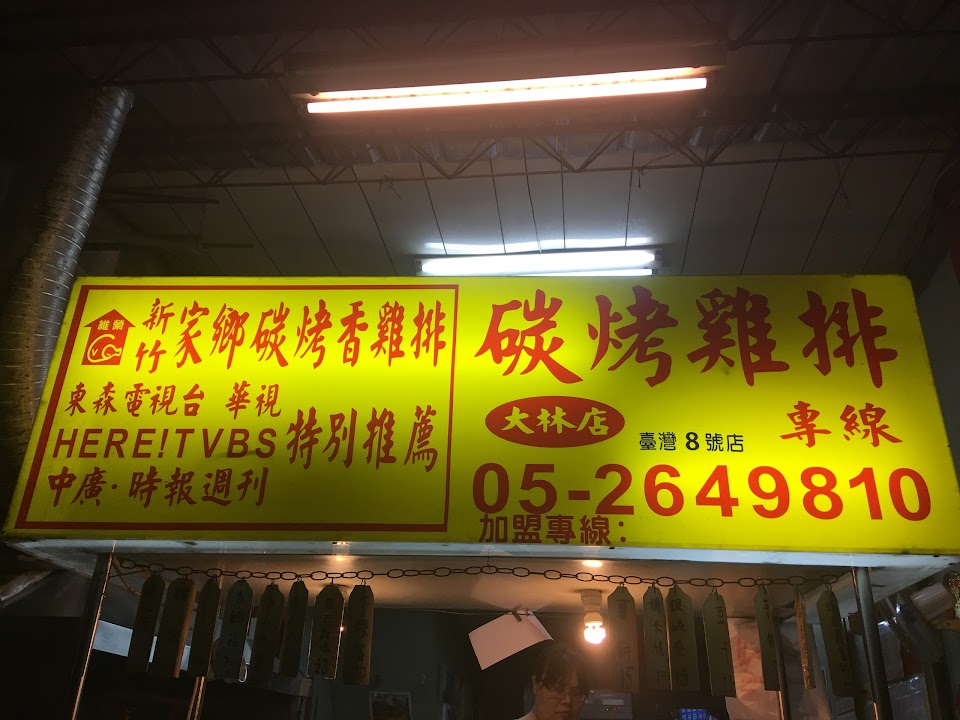 維榮
新竹家鄉碳烤香雞排
東森電視台 華視
HERE!TVBS 特別推薦
中廣·時報週刊
碳烤雞排
大林店 臺灣8號店 專線
05-2649810
加盟專線: